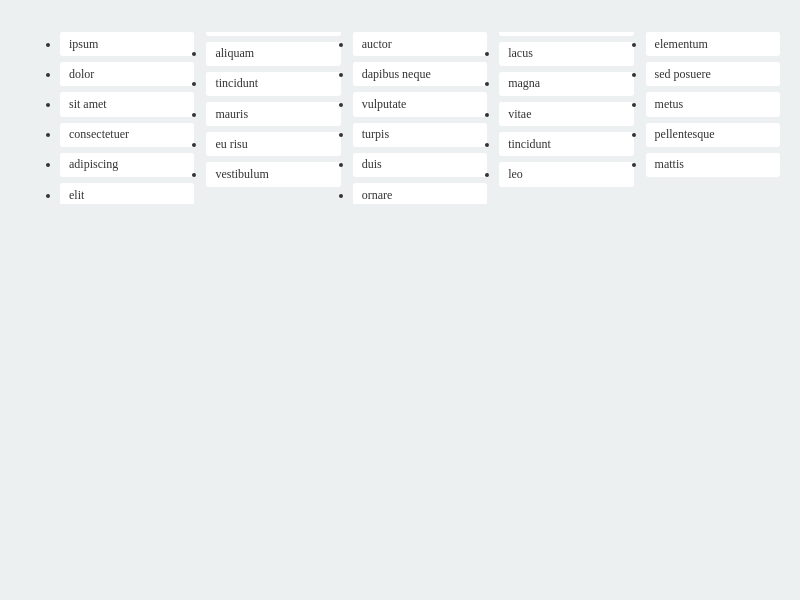 ipsum
dolor
sit amet
consectetuer
adipiscing
elit
aliquam
tincidunt
mauris
eu risu
vestibulum
auctor
dapibus neque
vulputate
turpis
duis
ornare
lacus
magna
vitae
tincidunt
leo
elementum
sed posuere
metus
pellentesque
mattis